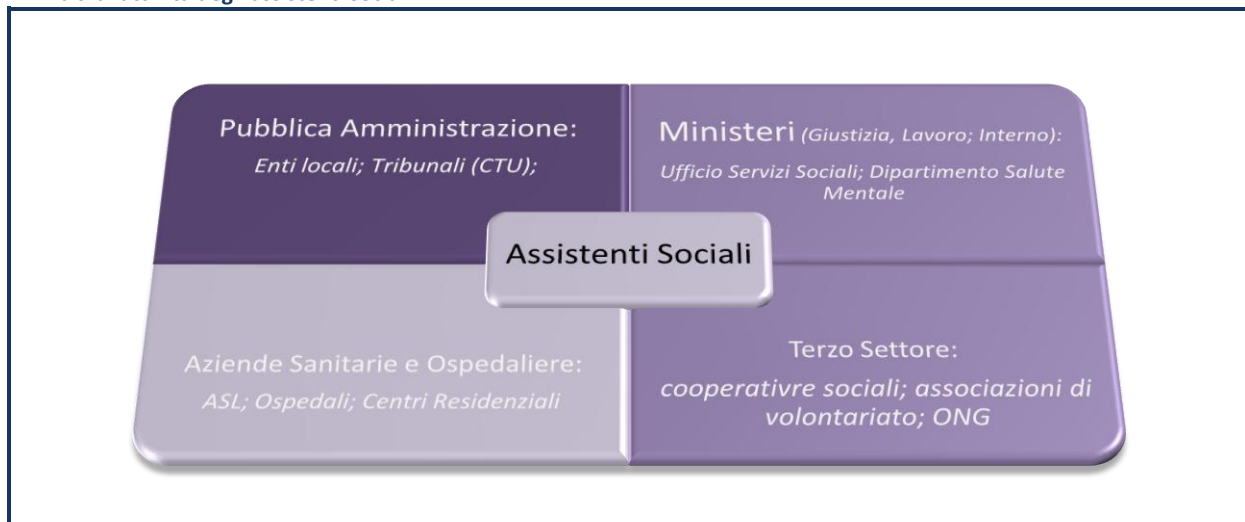 Pubblica Amministrazione:
Enti locali; Tribunali (CTU);
Ministeri (Giustizia, Lavoro; Interno):
Ufficio Servizi Sociali; Dipartimento Salute
Mentale
Assistenti Sociali
Aziende Sanitarie e Ospedaliere:
ASL; Ospedali; Centri Residenziali
Terzo Settore:
cooperativre sociali; associazioni di
volontariato; ONG